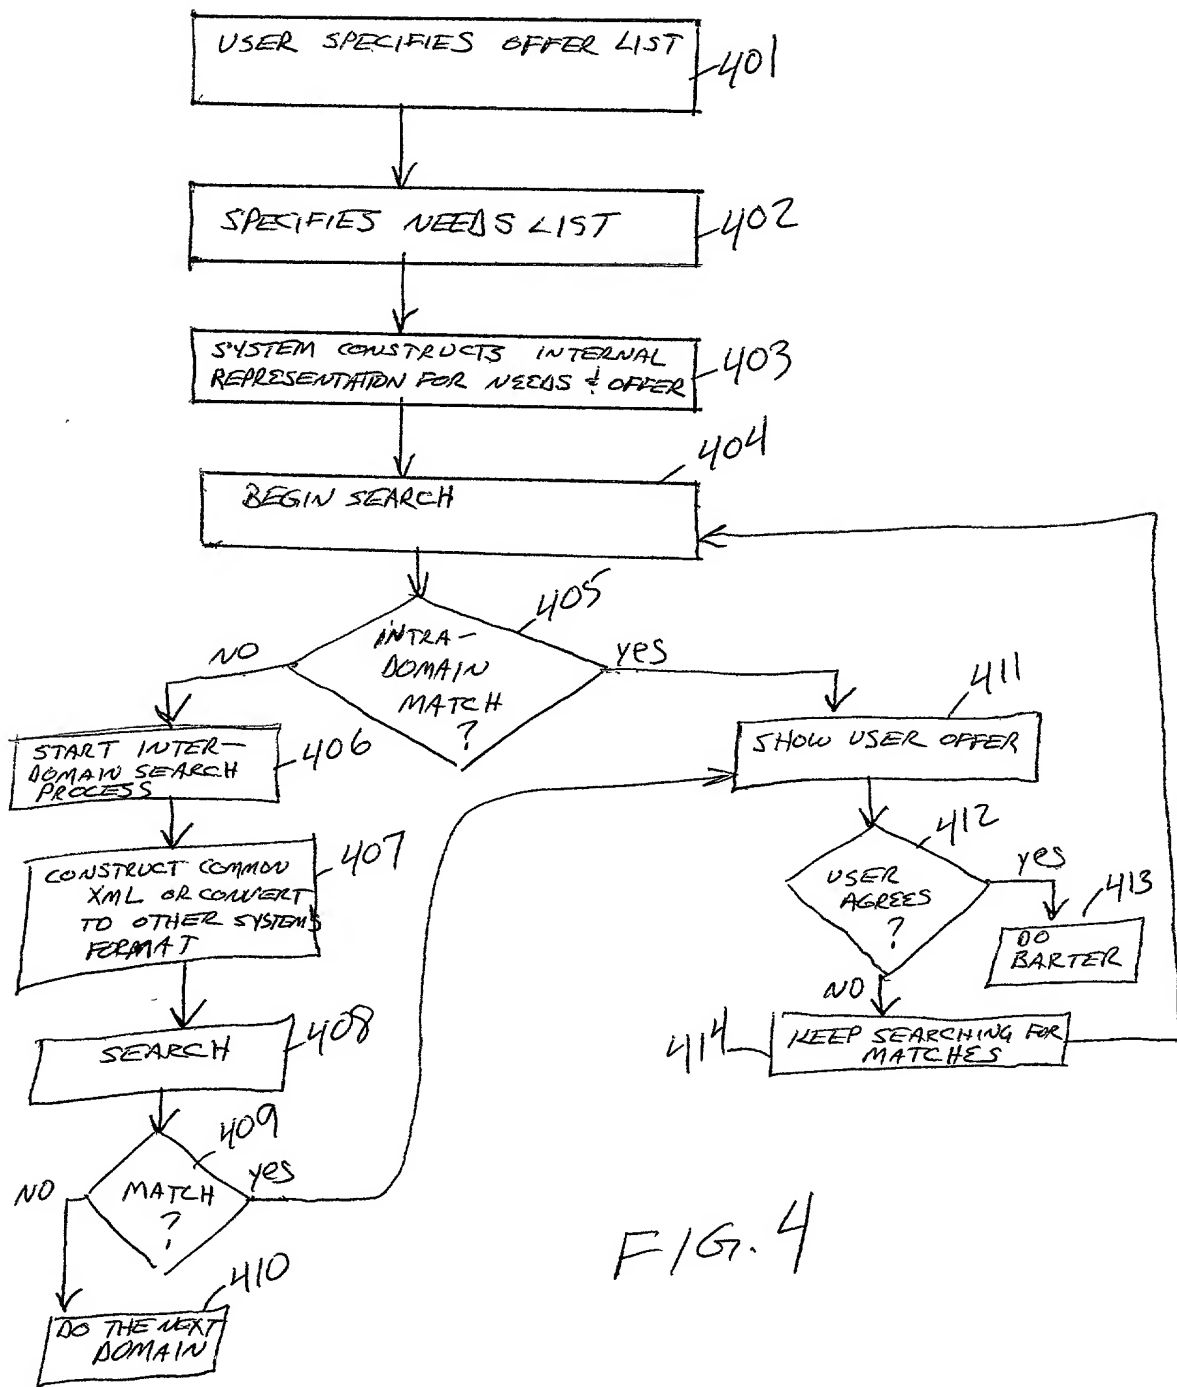 USER SPECIFIES OFFER LIST
401
SPECIFIES NEEDS LIST
402
SYSTEM CONSTRUCTS INTERNAL
REPRESENTATION FOR NEEDS & OFFER
403
404
BEGIN SEARCH
405
INTRA-
DOMAIN
MATCH
?
NO
yes
START INTER-
DOMAIN SEARCH
PROCESS
406
411
SHOW USER OFFER
CONSTRUCT COMMON
XML OR CONVERT
TO OTHER SYSTEMS
FORMAT
407
412
USER
AGREES
?
yes
413
DO
BARTER
NO
414
KEEP SEARCHING FOR
MATCHES
SEARCH
408
409
MATCH
?
NO
yes
410
DO THE NEXT
DOMAIN
FIG. 4